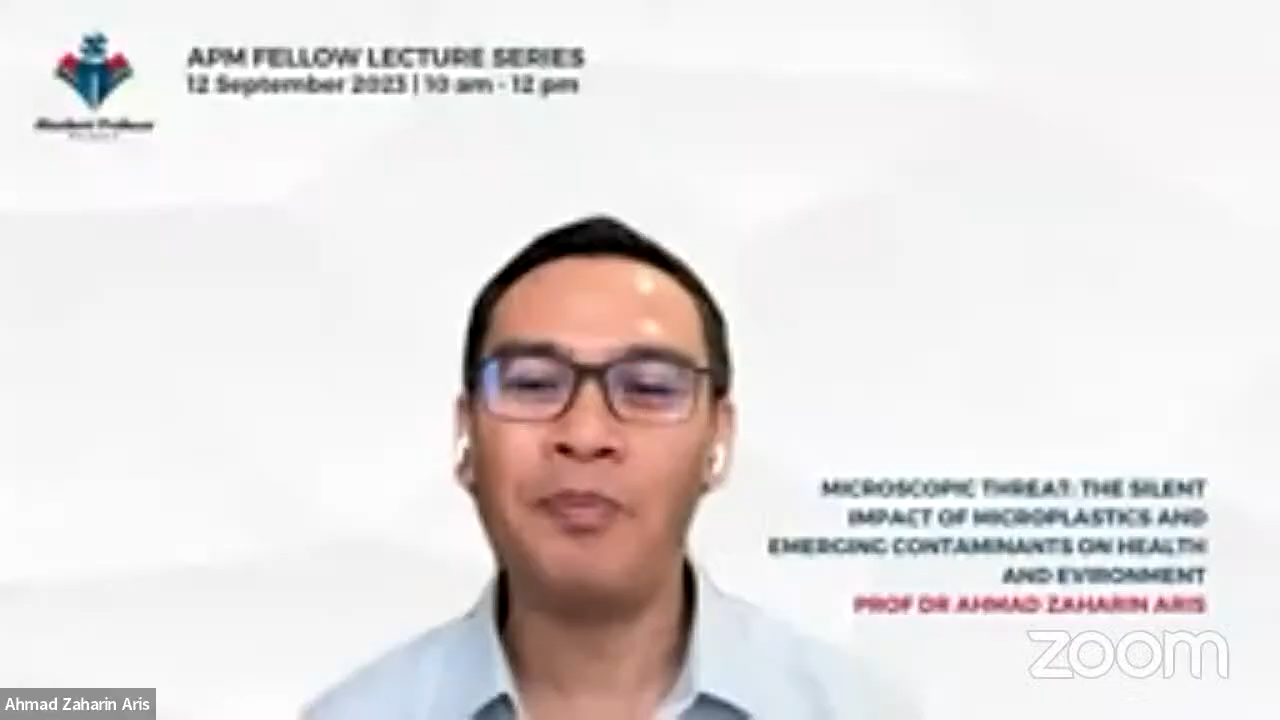 APM FELLOW LECTURE SERIES
12 September 2023 | 10 am - 12 pm
MICROSCOPIC THREAT: THE SILENT
IMPACT OF MICROPLASTICS AND
EMERGING CONTAMINANTS ON HEALTH
AND EVIRONMENT
PROF DR AHMAD ZAHARIN ARIS
zoom
Ahmad Zaharin Aris